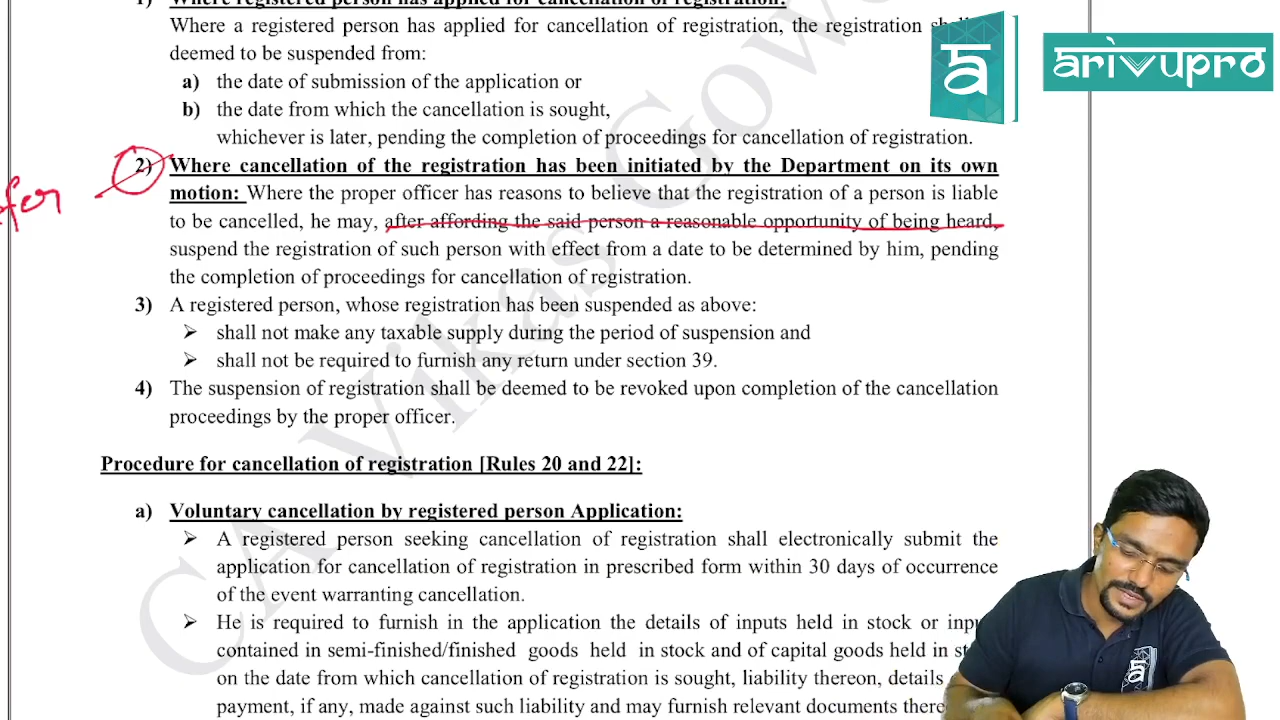 1) Where registered person has applied for cancellation of registration:
Where a registered person has applied for cancellation of registration, the registration
deemed to be suspended from:
a) the date of submission of the application or
b) the date from which the cancellation is sought,
whichever is later, pending the completion of proceedings for cancellation of registration.
2) Where cancellation of the registration has been initiated by the Department on its own
motion: Where the proper officer has reasons to believe that the registration of a person is liable
to be cancelled, he may, after affording the said person a reasonable opportunity of being heard,
suspend the registration of such person with effect from a date to be determined by him, pending
the completion of proceedings for cancellation of registration.
3) A registered person, whose registration has been suspended as above:
➤ shall not make any taxable supply during the period of suspension and
➤ shall not be required to furnish any return under section 39.
4) The suspension of registration shall be deemed to be revoked upon completion of the cancellation
proceedings by the proper officer.
Procedure for cancellation of registration [Rules 20 and 22]:
a) Voluntary cancellation by registered person Application:
➤ A registered person seeking cancellation of registration shall electronically submit the
application for cancellation of registration in prescribed form within 30 days of occurrence
of the event warranting cancellation.
➤ He is required to furnish in the application the details of inputs held in stock or
contained in semi-finished/finished goods held in stock and of capital goods held in
on the date from which cancellation of registration is sought, liability thereon, details
payment, if any, made against such liability and may furnish relevant documents
CA Vikas Gow
arivupro